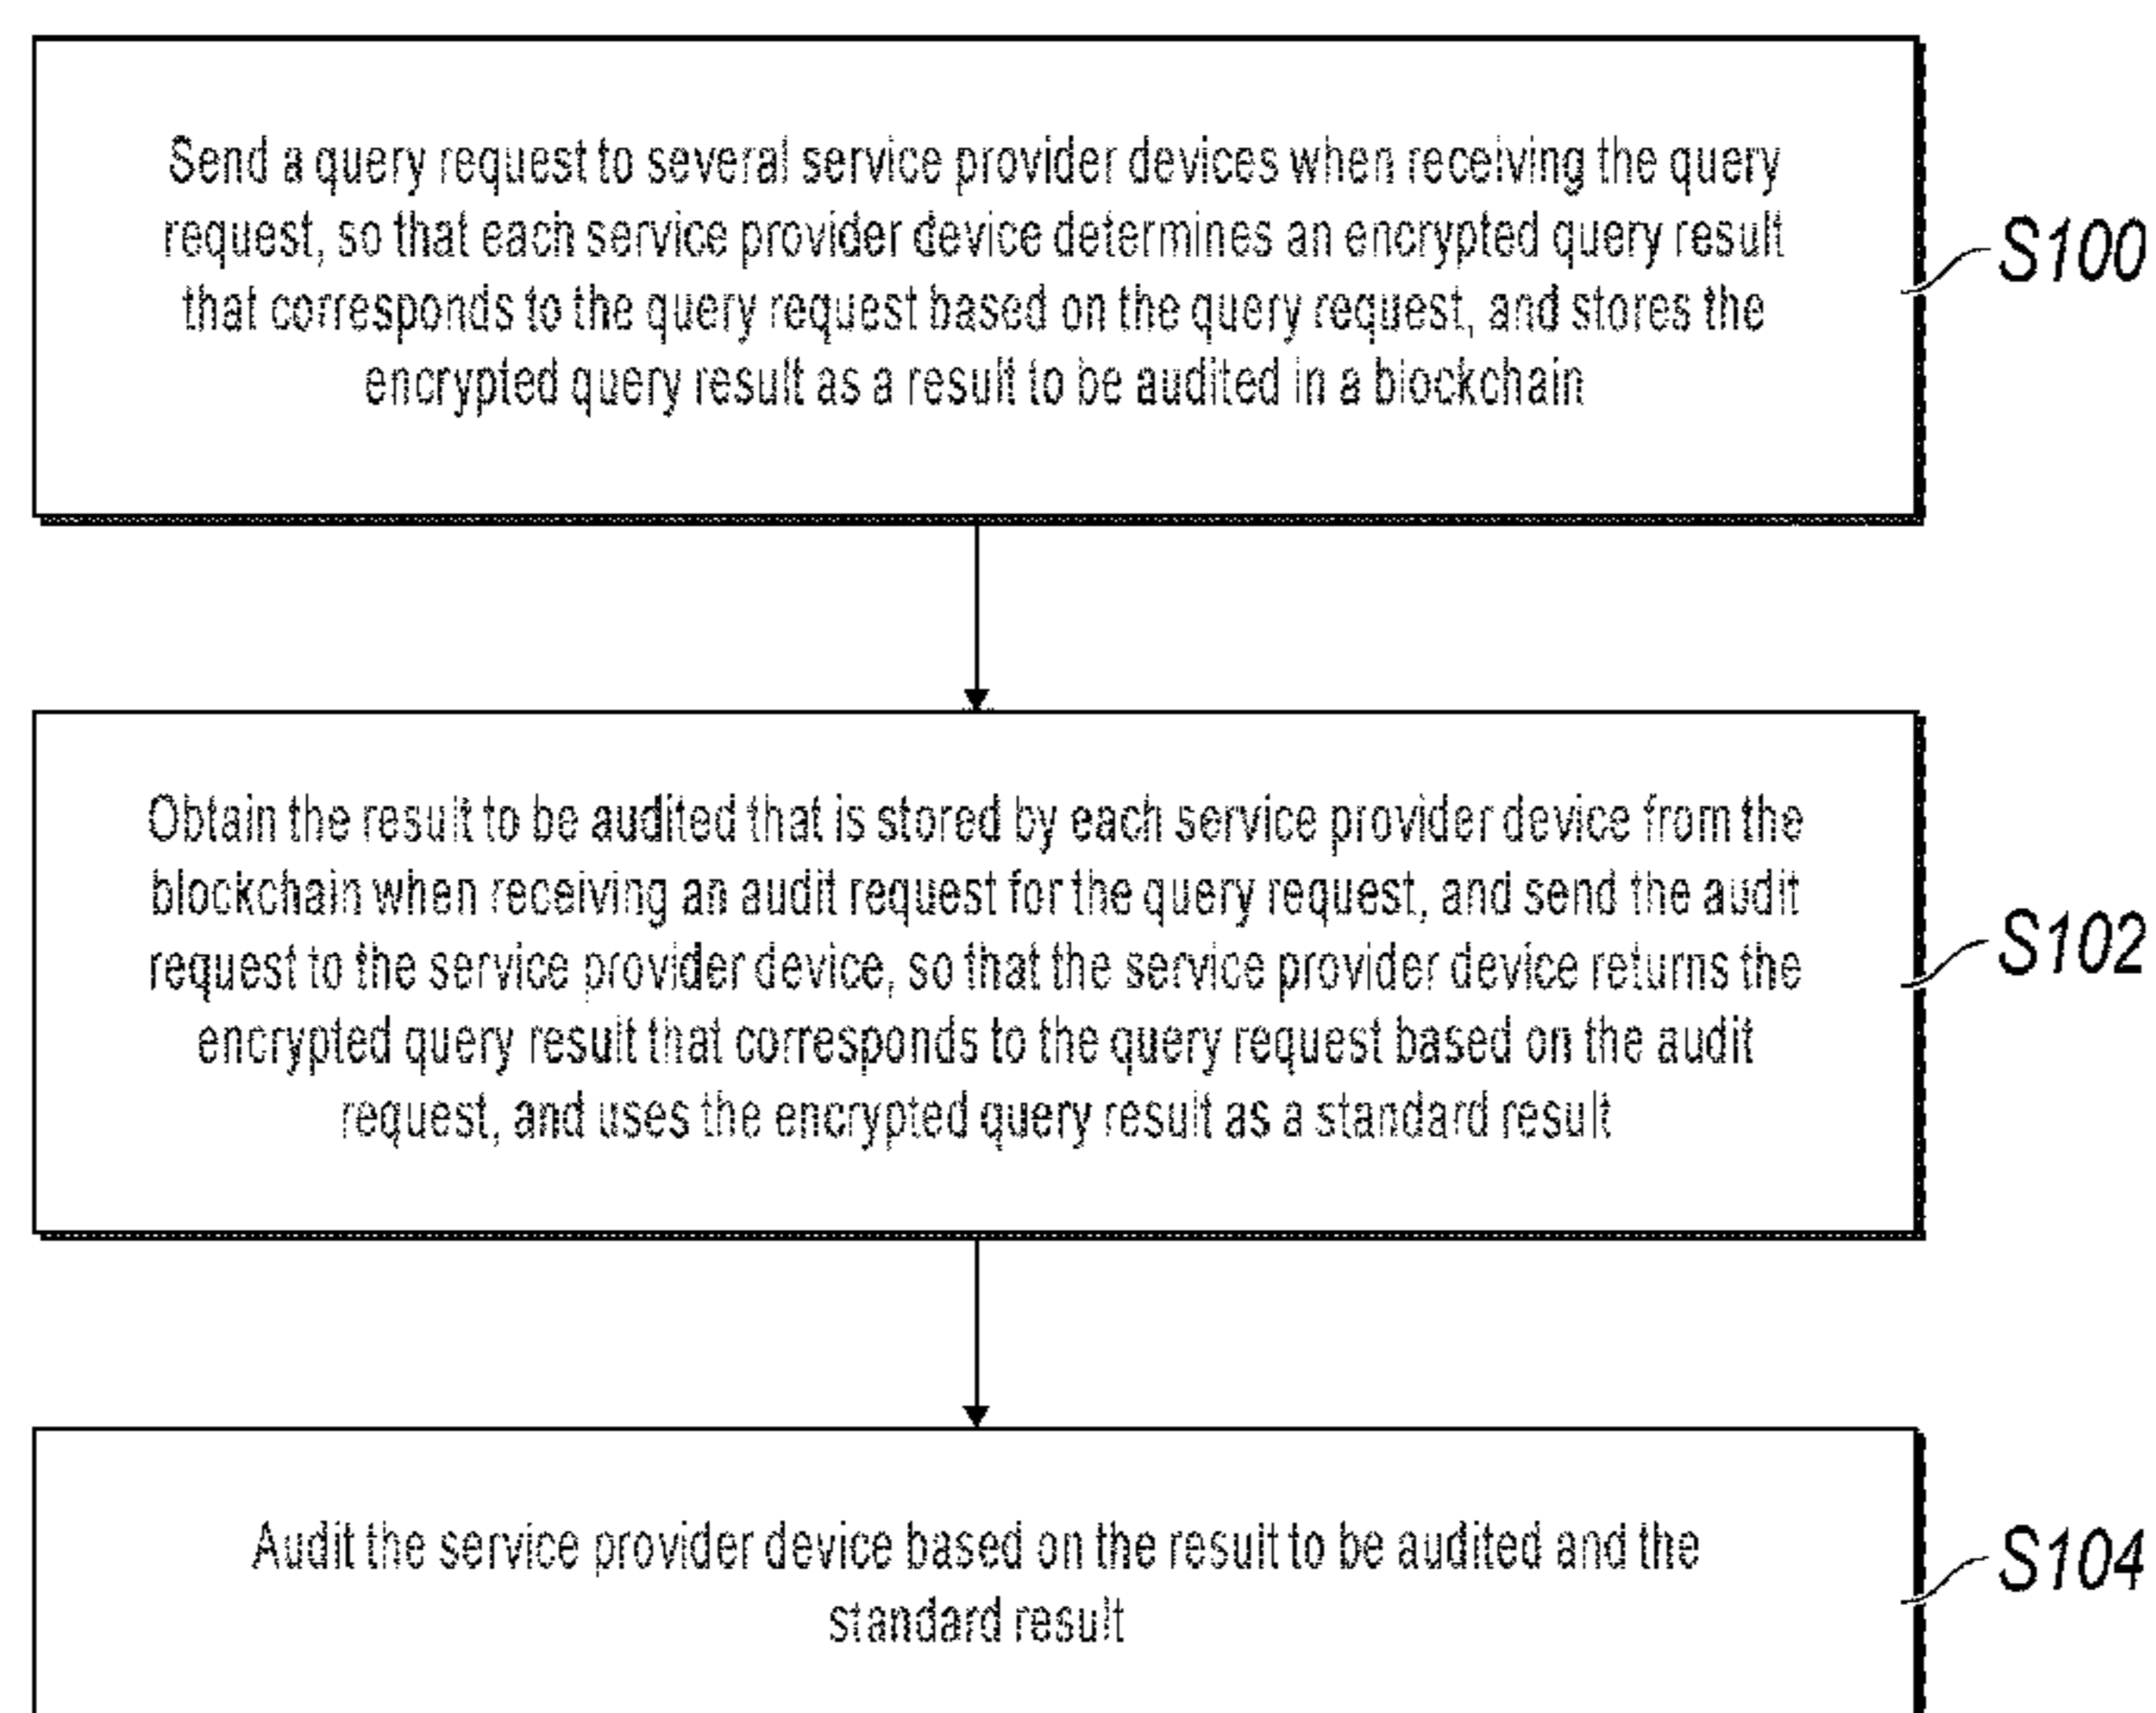 Send a query request to several service provider devices when receiving the query
request, so that each service provider device determines an encrypted query result
that corresponds to the query request based on the query request, and stores the
encrypted query result as a result to be audited in a blockchain
S100
Obtain the result to be audited that is stored by each service provider device from the
blockchain when receiving an audit request for the query request, and send the audit
request to the service provider device, so that the service provider device returns the
encrypted query result that corresponds to the query request based on the audit
request, and uses the encrypted query result as a standard result
S102
Audit the service provider device based on the result to be audited and the
standard result
S104